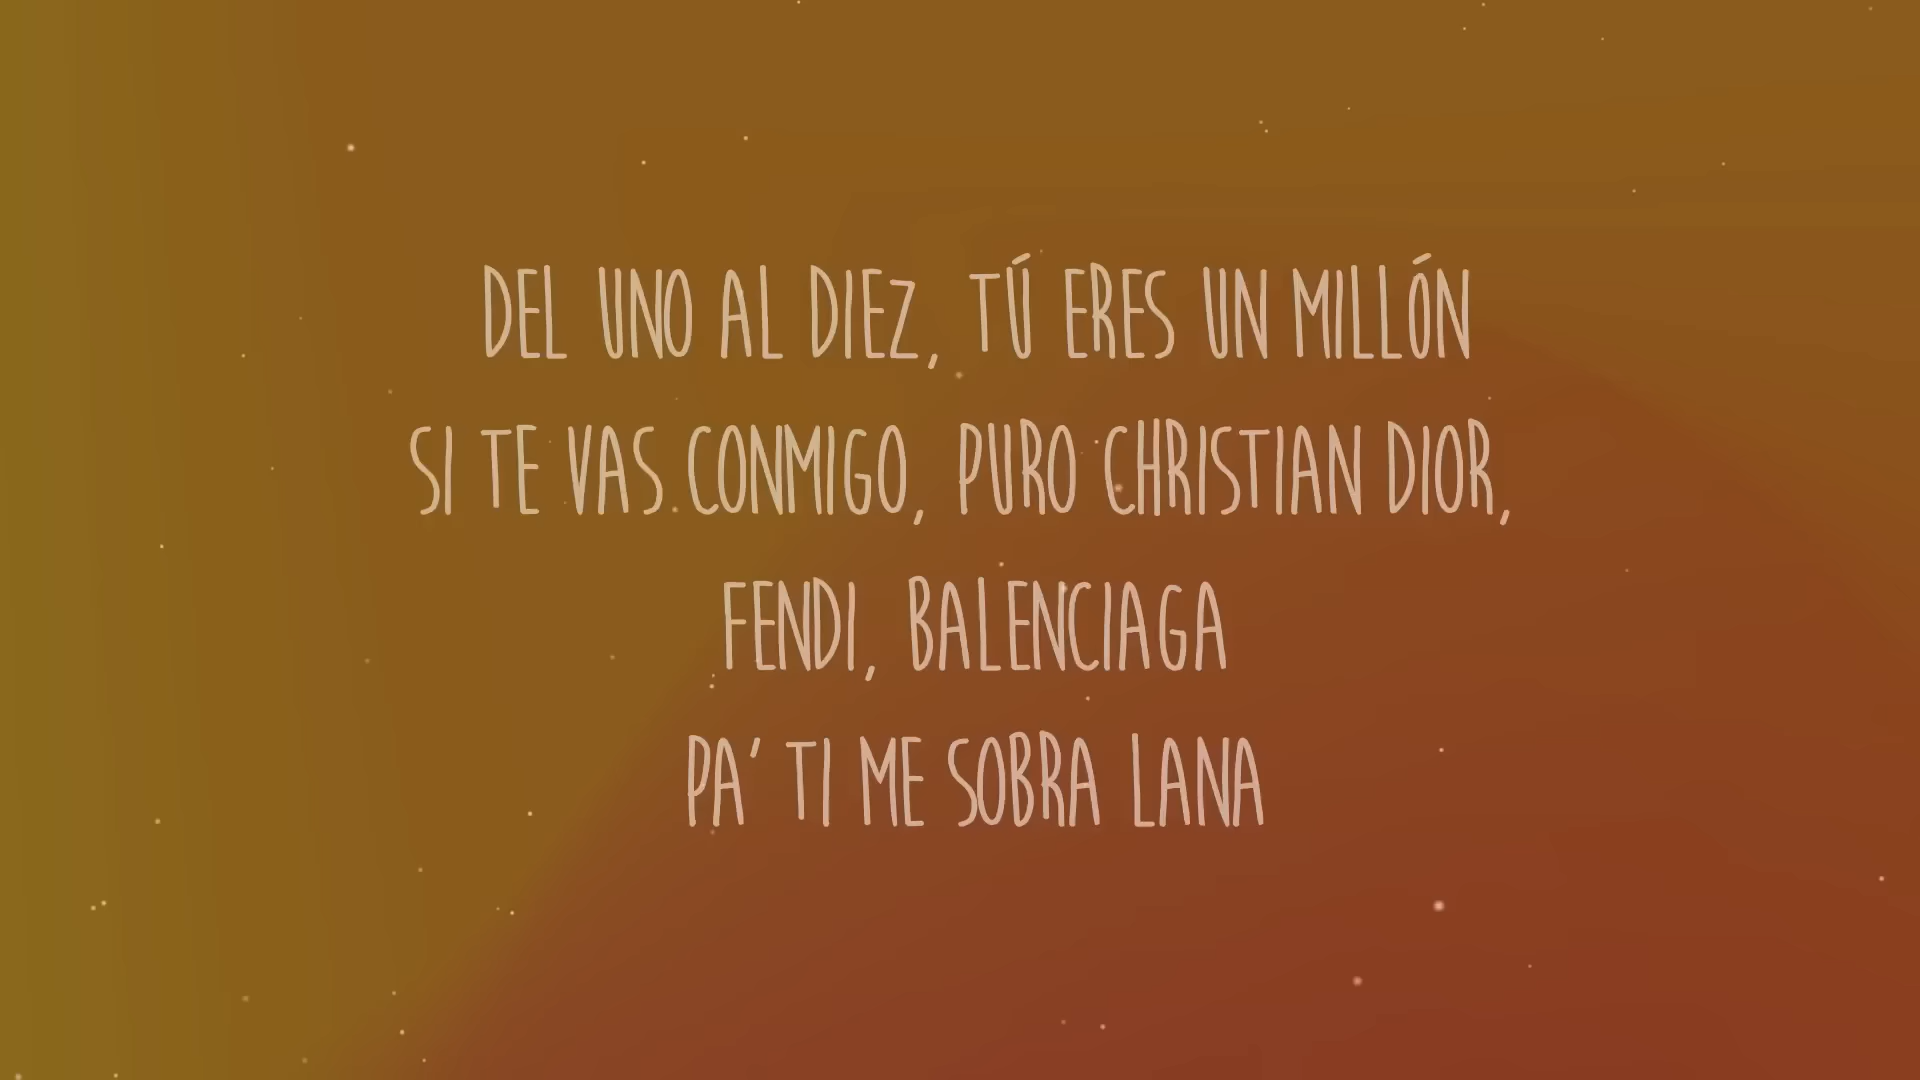 DEL UNO AL DIEZ, TÚ ERES UN MILLÓN
SI TE VAS CONMIGO, PURO CHRISTIAN DIOR,
FENDI, BALENCIAGA
PA' TI ME SOBRA LANA